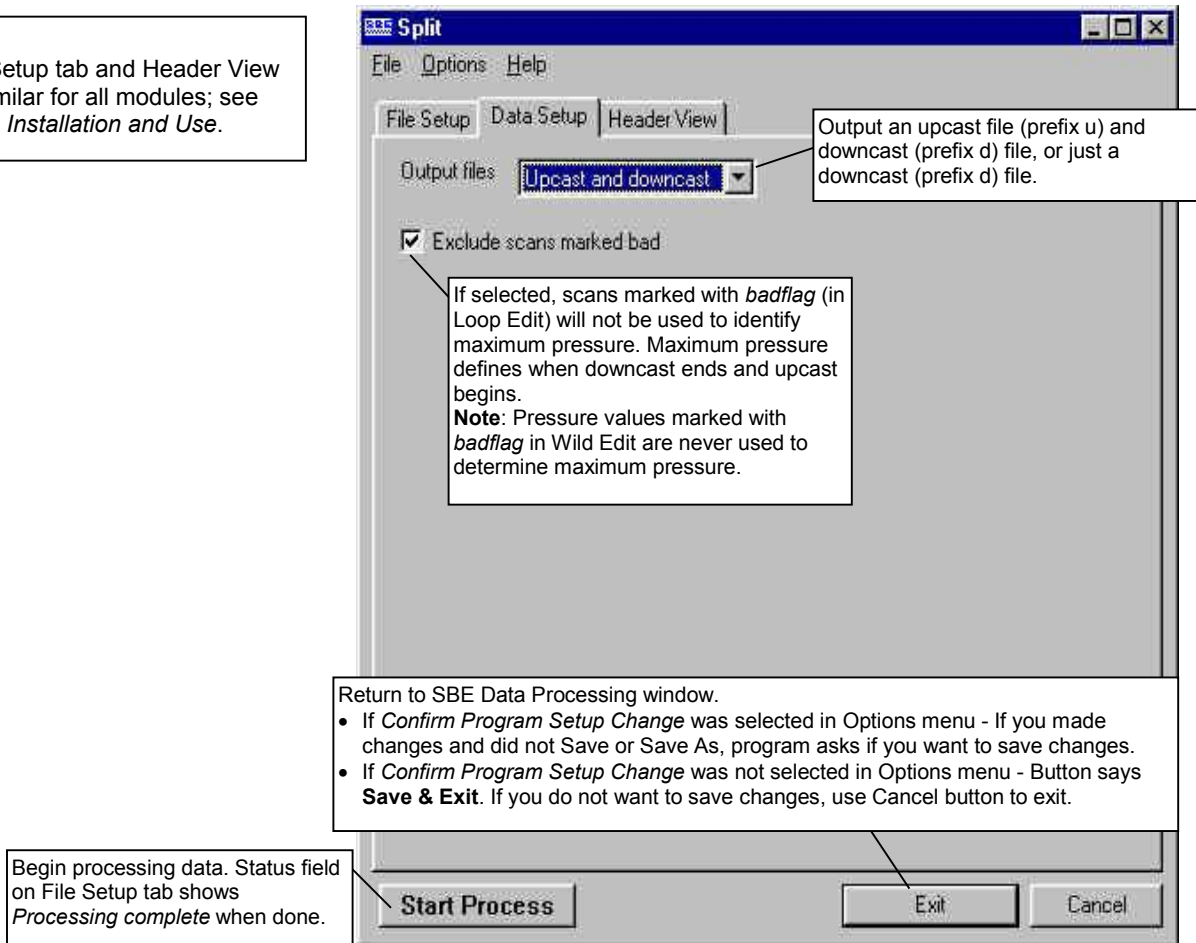 SBE Split
File Options Help
etup tab and Header View
milar for all modules; see
Installation and Use.
File Setup Data Setup Header View
Output an upcast file (prefix u) and
downcast (prefix d) file, or just a
downcast (prefix d) file.
Output files Upcast and downcast
Exclude scans marked bad
If selected, scans marked with badflag (in
Loop Edit) will not be used to identify
maximum pressure. Maximum pressure
defines when downcast ends and upcast
begins.
Note: Pressure values marked with
badflag in Wild Edit are never used to
determine maximum pressure.
Return to SBE Data Processing window.
• If Confirm Program Setup Change was selected in Options menu - If you made
changes and did not Save or Save As, program asks if you want to save changes.
• If Confirm Program Setup Change was not selected in Options menu - Button says
Save & Exit. If you do not want to save changes, use Cancel button to exit.
Begin processing data. Status field
on File Setup tab shows
Processing complete when done.
Start Process Exit Cancel